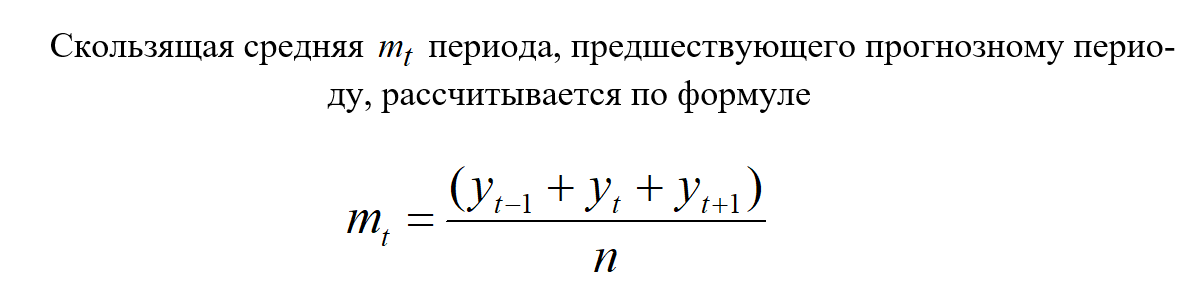 Скользящая средняя m_t периода, предшествующего прогнозному перио-
ду, рассчитывается по формуле
m_t = (y_{t-1} + y_t + y_{t+1}) / n